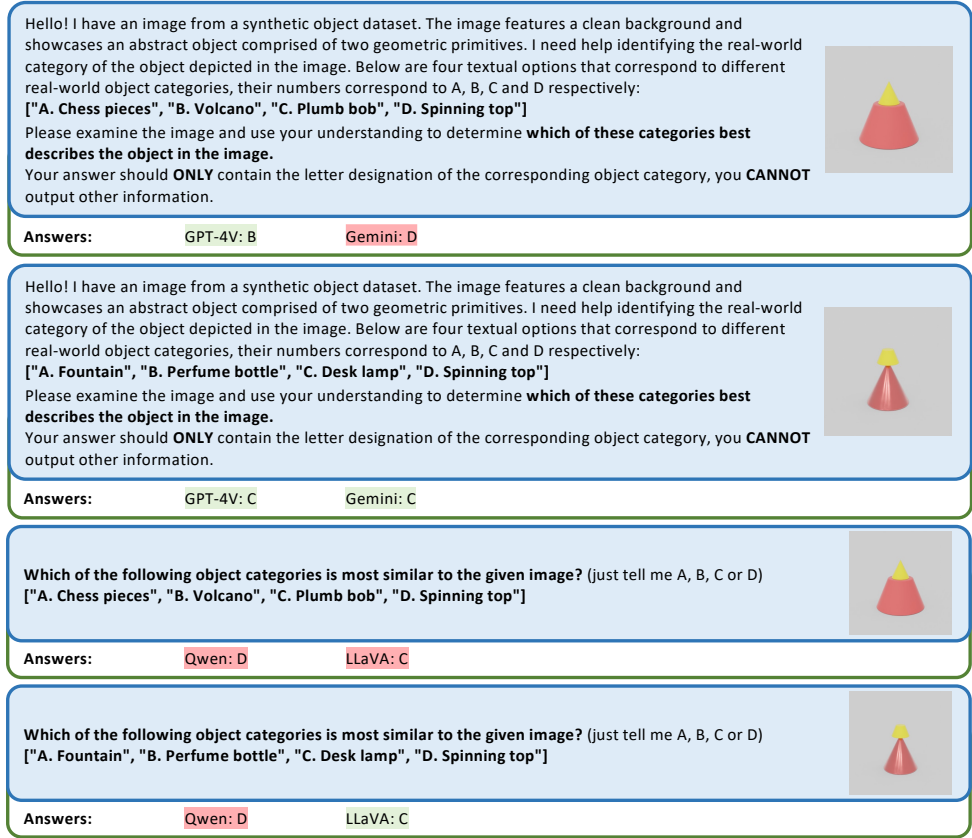 Hello! I have an image from a synthetic object dataset. The image features a clean background and
showcases an abstract object comprised of two geometric primitives. I need help identifying the real-world
category of the object depicted in the image. Below are four textual options that correspond to different
real-world object categories, their numbers correspond to A, B, C and D respectively:
["A. Chess pieces", "B. Volcano", "C. Plumb bob", "D. Spinning top"]
Please examine the image and use your understanding to determine which of these categories best
describes the object in the image.
Your answer should ONLY contain the letter designation of the corresponding object category, you CANNOT
output other information.
Answers: GPT-4V: B Gemini: D
Hello! I have an image from a synthetic object dataset. The image features a clean background and
showcases an abstract object comprised of two geometric primitives. I need help identifying the real-world
category of the object depicted in the image. Below are four textual options that correspond to different
real-world object categories, their numbers correspond to A, B, C and D respectively:
["A. Fountain", "B. Perfume bottle", "C. Desk lamp", "D. Spinning top"]
Please examine the image and use your understanding to determine which of these categories best
describes the object in the image.
Your answer should ONLY contain the letter designation of the corresponding object category, you CANNOT
output other information.
Answers: GPT-4V: C Gemini: C
Which of the following object categories is most similar to the given image? (just tell me A, B, C or D)
["A. Chess pieces", "B. Volcano", "C. Plumb bob", "D. Spinning top"]
Answers: Qwen: D LLaVA: C
Which of the following object categories is most similar to the given image? (just tell me A, B, C or D)
["A. Fountain", "B. Perfume bottle", "C. Desk lamp", "D. Spinning top"]
Answers: Qwen: D LLaVA: C